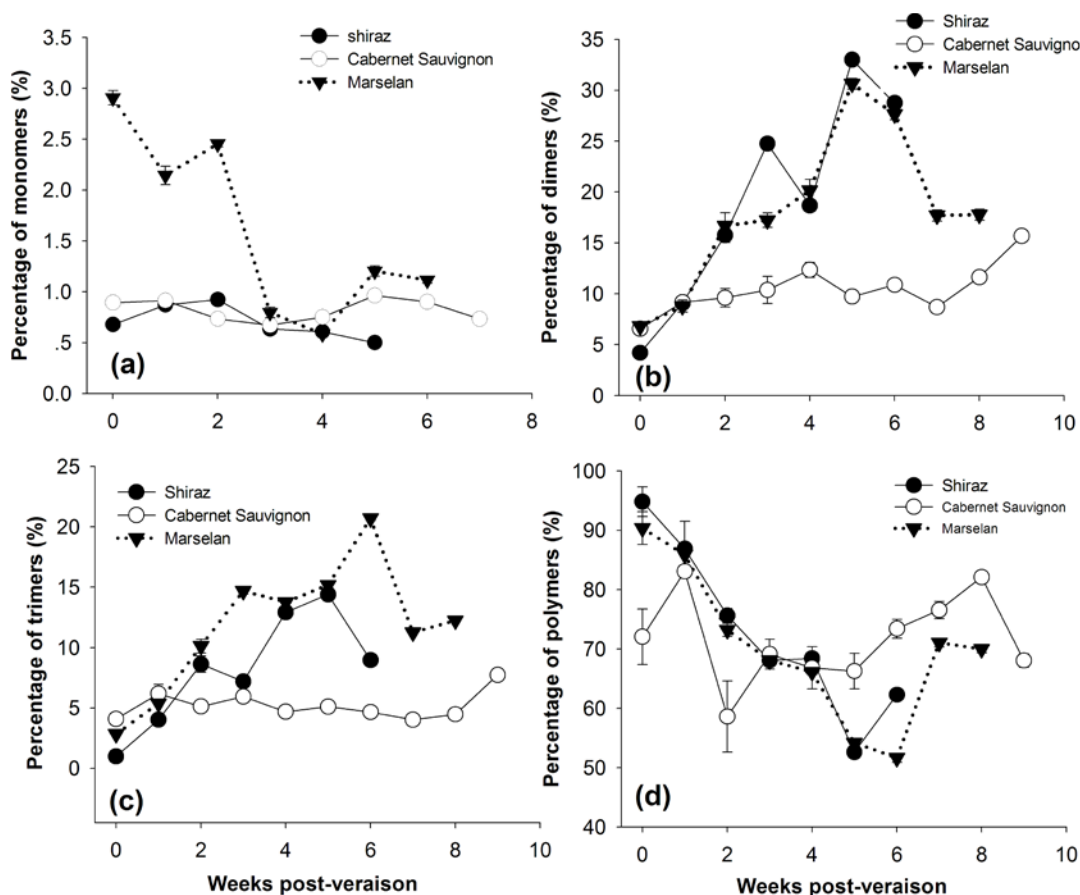 3.5
3.0
2.5
2.0
1.5
1.0
.5
0.0
Percentage of monomers (%)
shiraz
Cabernet Sauvignon
Marselan
(a)
0 2 4 6 8
35
30
25
20
15
10
5
0
Percentage of dimers (%)
Shiraz
Cabernet Sauvigno
Marselan
(b)
0 2 4 6 8 10
25
20
15
10
5
0
Percentage of trimers (%)
Shiraz
Cabernet Sauvignon
Marselan
(c)
0 2 4 6 8 10
Weeks post-veraison
100
90
80
70
60
50
40
Percentage of polymers (%)
Shiraz
Cabernet Sauvignon
Marselan
(d)
0 2 4 6 8 10
Weeks post-veraison